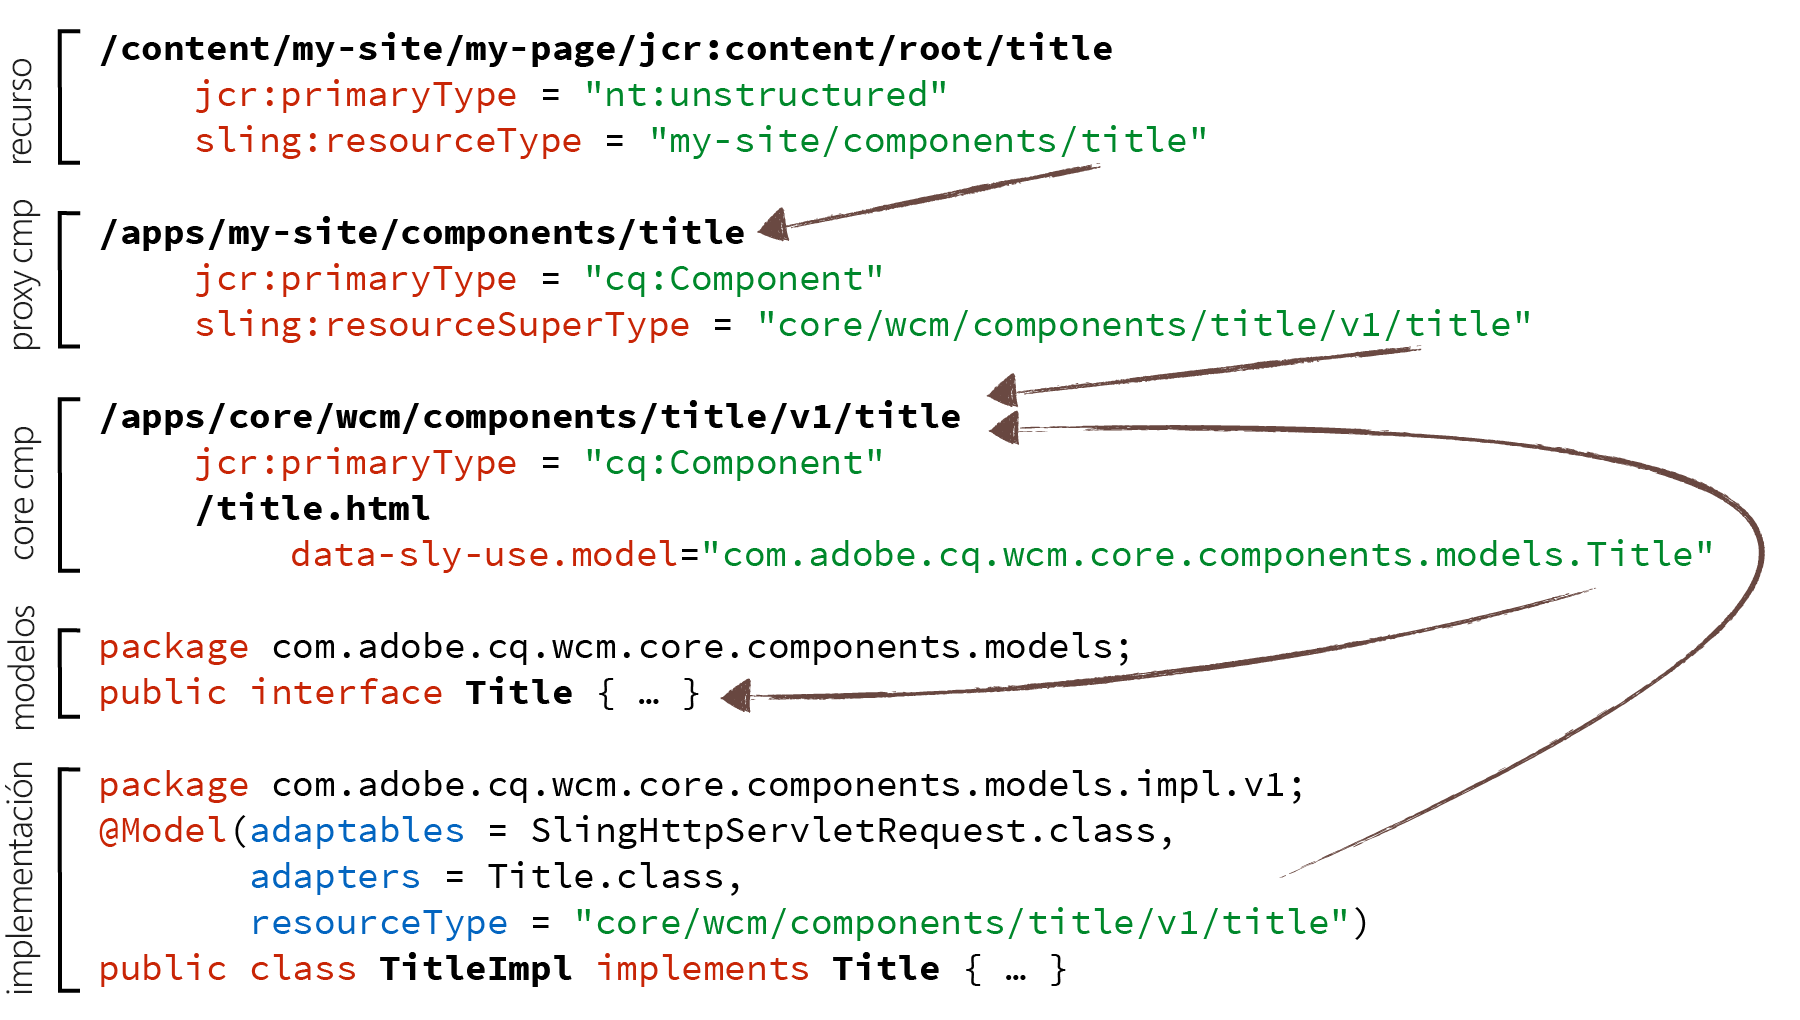 recurso
/content/my-site/my-page/jcr:content/root/title
jcr:primaryType = "nt:unstructured"
sling:resourceType = "my-site/components/title"
proxy cmp
/apps/my-site/components/title
jcr:primaryType = "cq:Component"
sling:resourceSuperType = "core/wcm/components/title/v1/title"
core cmp
/apps/core/wcm/components/title/v1/title
jcr:primaryType = "cq:Component"
/title.html
data-sly-use.model="com.adobe.cq.wcm.core.components.models.Title"
modelos
package com.adobe.cq.wcm.core.components.models;
public interface Title { … }
implementación
package com.adobe.cq.wcm.core.components.models.impl.v1;
@Model(adaptables = SlingHttpServletRequest.class,
adapters = Title.class,
resourceType = "core/wcm/components/title/v1/title")
public class TitleImpl implements Title { … }